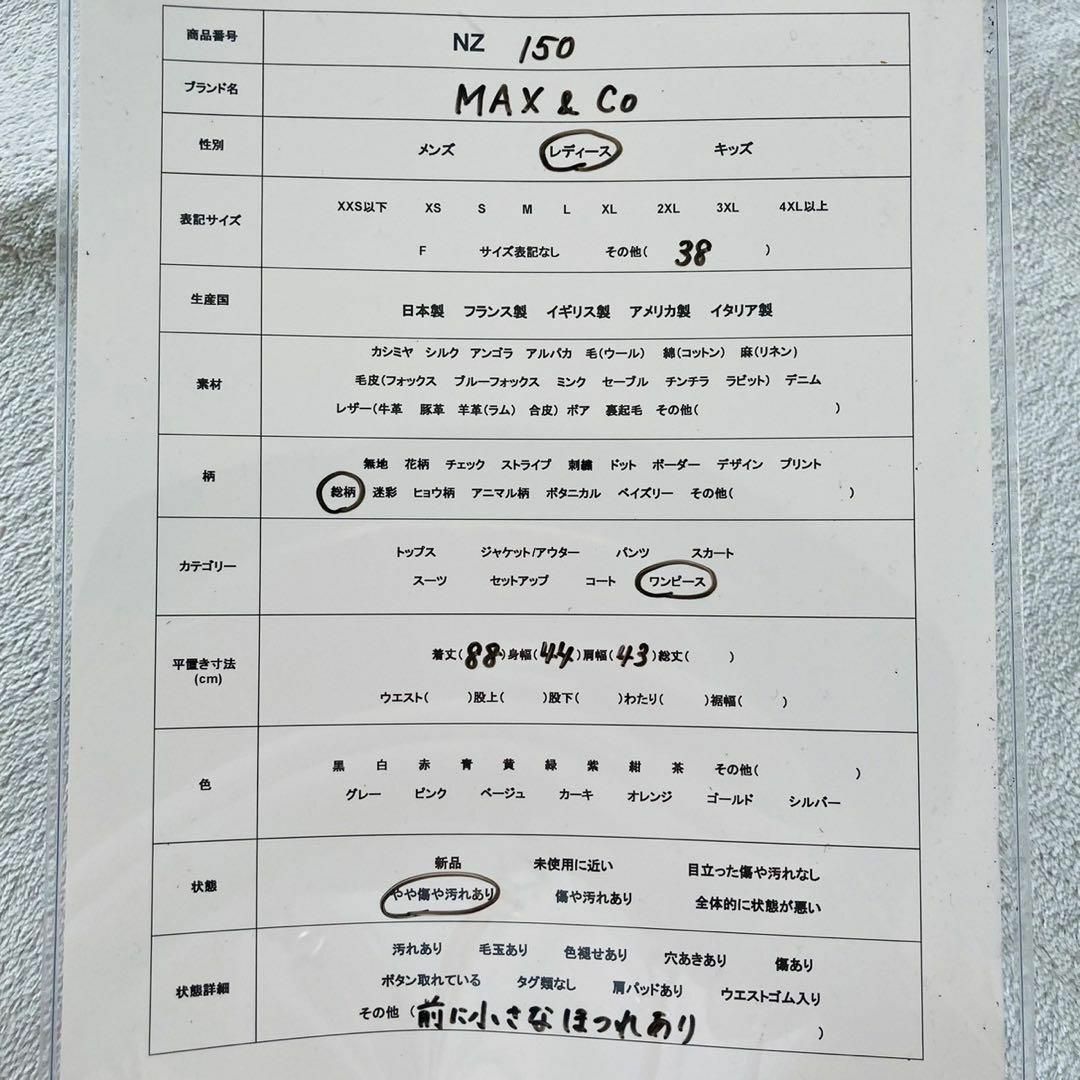 商品番号 NZ 150
ブランド名 MAX & Co
性別 メンズ レディース キッズ
表記サイズ XXS以下 XS S M L XL 2XL 3XL 4XL以上
F サイズ表記なし その他( 38 )
生産国 日本製 フランス製 イギリス製 アメリカ製 イタリア製
素材 カシミヤ シルク アンゴラ アルパカ 毛(ウール) 綿(コットン) 麻(リネン)
毛皮(フォックス ブルーフォックス ミンク セーブル チンチラ ラビット) デニム
レザー(牛革 豚革 羊革(ラム) 合皮) ボア 裏起毛 その他( )
柄 無地 花柄 チェック ストライプ 刺繍 ドット ボーダー デザイン プリント
総柄 迷彩 ヒョウ柄 アニマル柄 ボタニカル ペイズリー その他( )
カテゴリー トップス ジャケット/アウター パンツ スカート
スーツ セットアップ コート ワンピース
平置き寸法 着丈(88)身幅(44)肩幅(43)総丈( )
(cm) ウエスト( )股上( )股下( )わたり( )裾幅( )
色 黒 白 赤 青 黄 緑 紫 紺 茶 その他( )
グレー ピンク ベージュ カーキ オレンジ ゴールド シルバー
状態 新品 未使用に近い 目立った傷や汚れなし
やや傷や汚れあり 傷や汚れあり 全体的に状態が悪い
状態詳細 汚れあり 毛玉あり 色褪せあり 穴あきあり 傷あり
ボタン取れている タグ類なし 肩パッドあり ウエストゴム入り
その他 (前に小さなほつれあり )